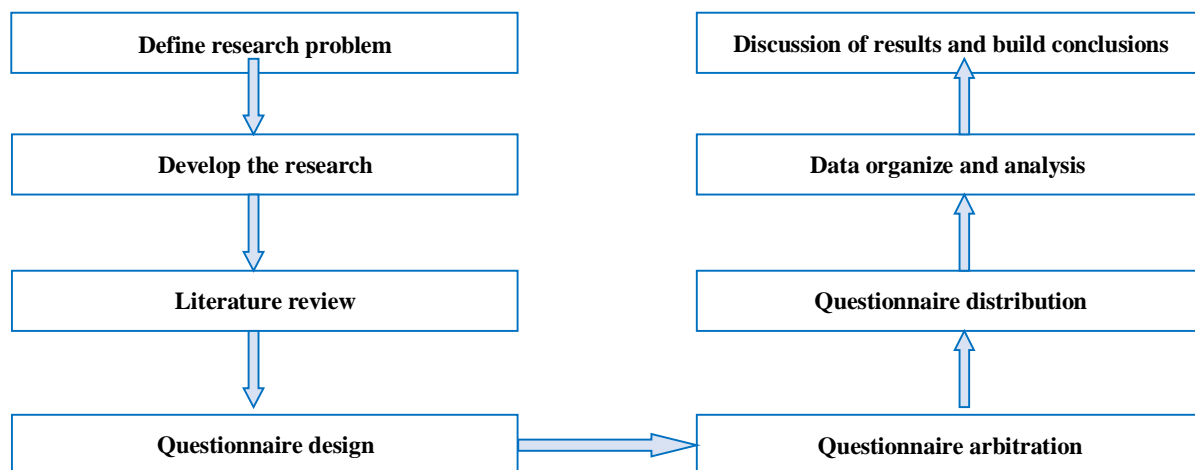 Define research problem
Develop the research
Literature review
Questionnaire design
Questionnaire arbitration
Questionnaire distribution
Data organize and analysis
Discussion of results and build conclusions